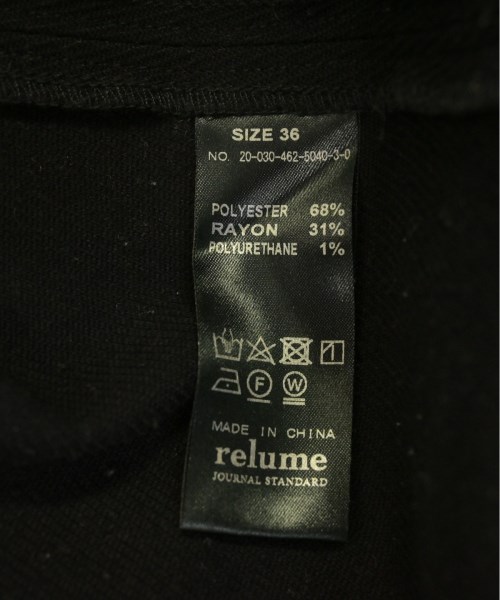 SIZE 36
NO. 20-030-462-5040-3-0
POLYESTER 68%
RAYON 31%
POLYURETHANE 1%
F W
MADE IN CHINA
relume
JOURNAL STANDARD